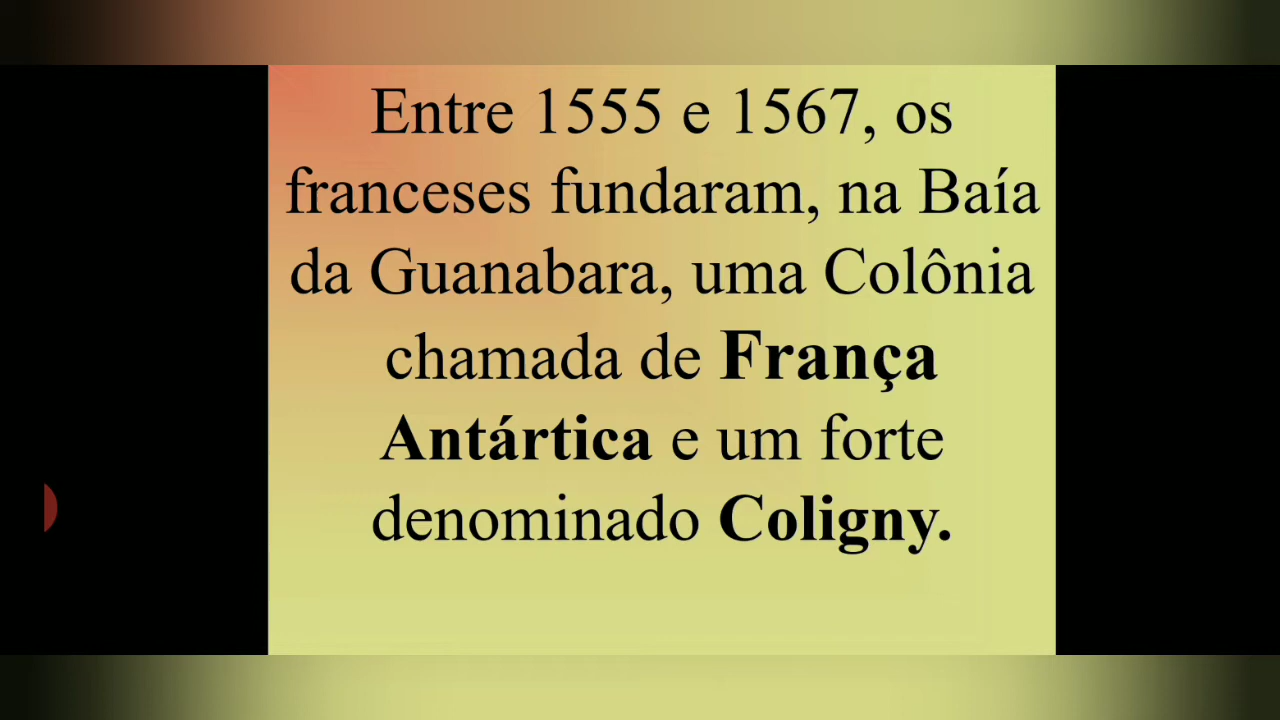 Entre 1555 e 1567, os
franceses fundaram, na Baía
da Guanabara, uma Colônia
chamada de França
Antártica e um forte
denominado Coligny.